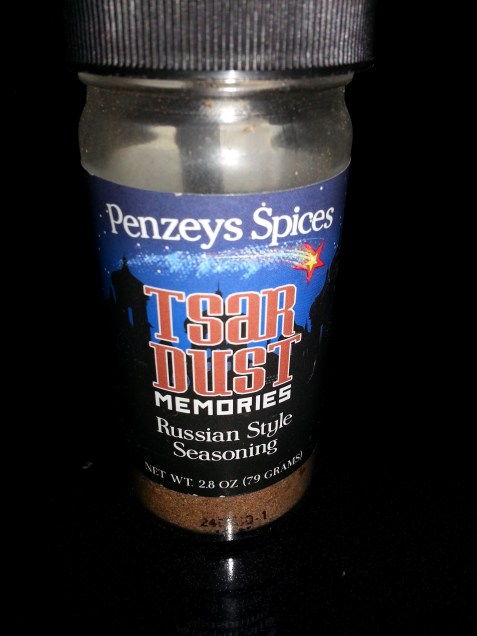 Penzeys Spices
TSAR
DUST
MEMORIES
Russian Style
Seasoning
NET WT. 2.8 OZ (79 GRAMS)